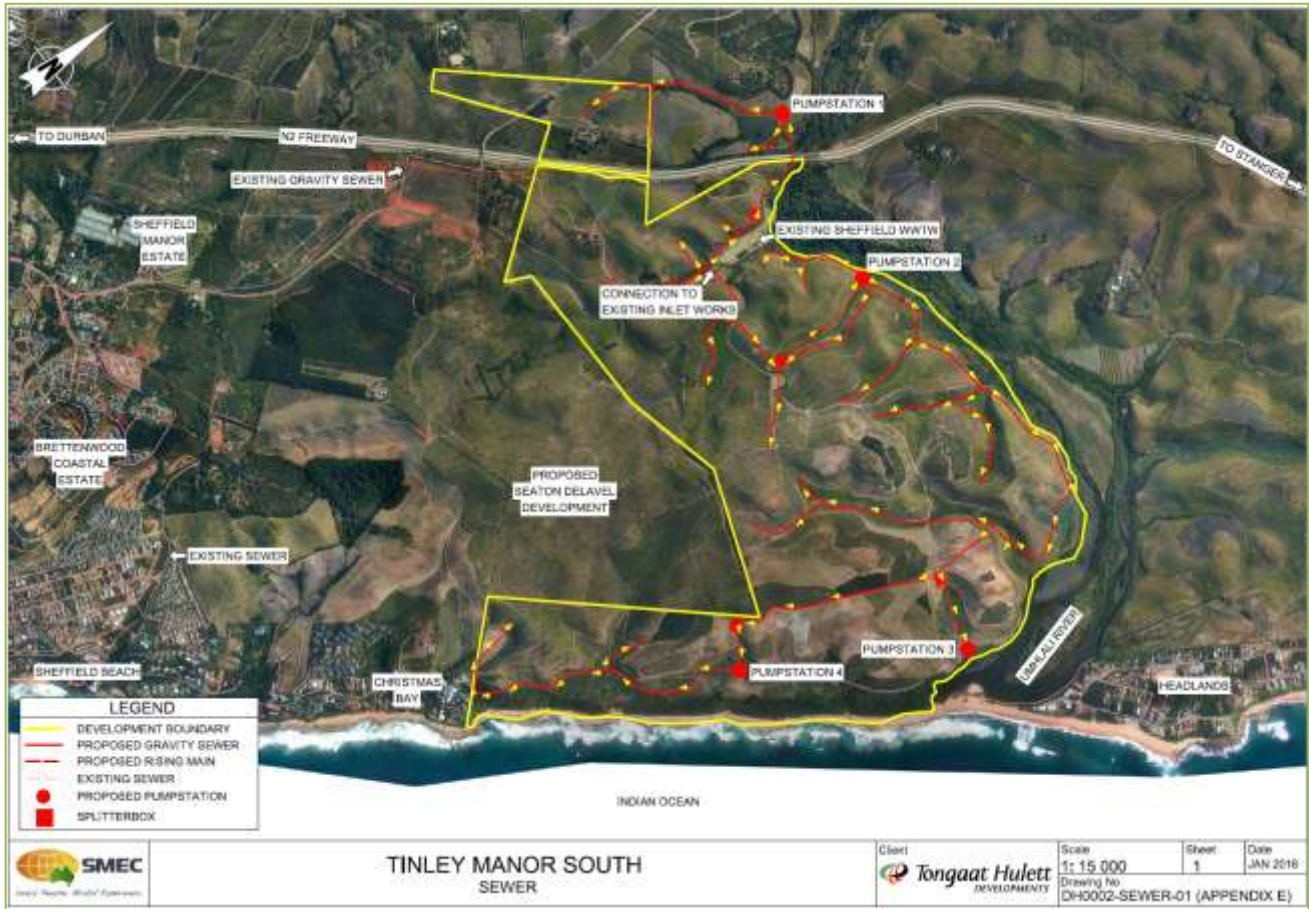 PUMPSTATION 1
TO DURBAN
N2 FREEWAY
TO STANGER
EXISTING GRAVITY SEWER
SHEFFIELD
MANOR
ESTATE
EXISTING SHEFFIELD WWTW
PUMPSTATION 2
CONNECTION TO
EXISTING INLET WORKS
BRETTENWOOD
COASTAL
ESTATE
PROPOSED
SEATON DELAVEL
DEVELOPMENT
EXISTING SEWER
PUMPSTATION 3
UMHLALI RIVER
SHEFFIELD BEACH
CHRISTMAS
BAY
PUMPSTATION 4
HEADLANDS
LEGEND
DEVELOPMENT BOUNDARY
PROPOSED GRAVITY SEWER
PROPOSED RISING MAIN
EXISTING SEWER
PROPOSED PUMPSTATION
SPLITTERBOX
INDIAN OCEAN
SMEC
TINLEY MANOR SOUTH
SEWER
Client
Tongaat Hulett
DEVELOPMENTS
Scale
1: 15 000
Sheet
1
Date
JAN 2016
Drawing No
DH0002-SEWER-01 (APPENDIX E)